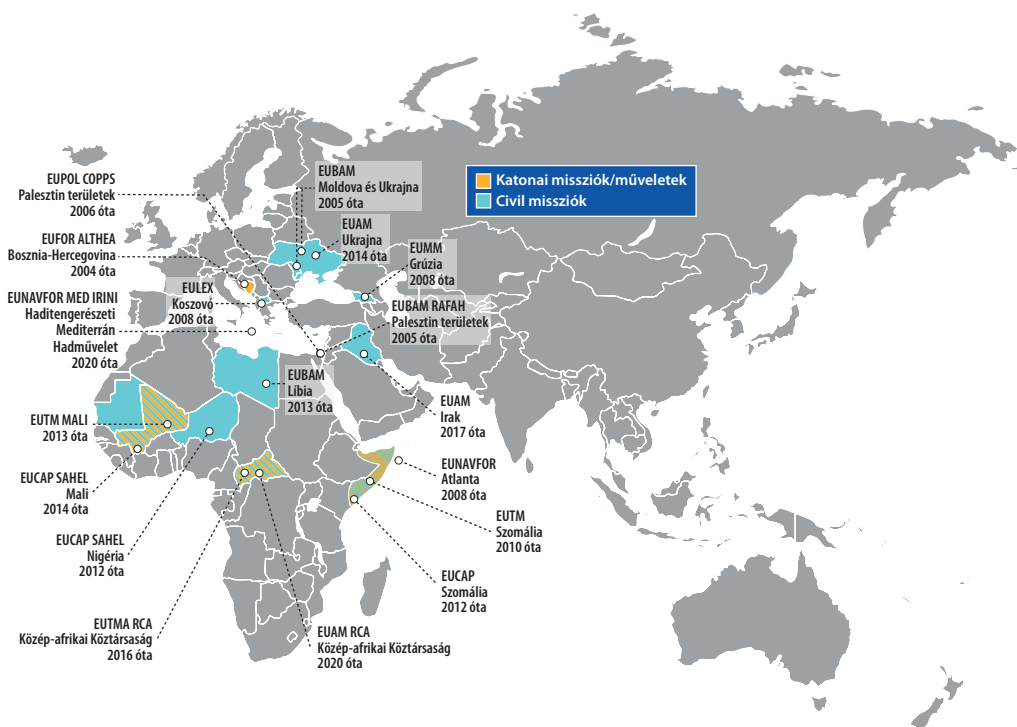 EUPOL COPPS
Palesztin területek
2006 óta
EUFOR ALTHEA
Bosznia-Hercegovina
2004 óta
EULEX
Koszovó
2008 óta
EUNAVFOR MED IRINI
Haditengerészeti
Mediterrán
Hadművelet
2020 óta
EUBAM
Moldova és Ukrajna
2005 óta
EUAM
Ukrajna
2014 óta
EUMM
Grúzia
2008 óta
EUBAM RAFAH
Palesztin területek
2005 óta
Katonai missziók/műveletek
Civil missziók
EUBAM
Líbia
2013 óta
EUAM
Irak
2017 óta
EUTM MALI
2013 óta
EUCAP SAHEL
Mali
2014 óta
EUCAP SAHEL
Nigéria
2012 óta
EUTMA RCA
Közép-afrikai Köztársaság
2016 óta
EUAM RCA
Közép-afrikai Köztársaság
2020 óta
EUNAVFOR
Atlanta
2008 óta
EUTM
Szomália
2010 óta
EUCAP
Szomália
2012 óta